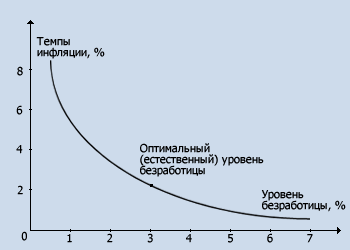 Темпы
инфляции, %
8
6
4
Оптимальный
(естественный) уровень
безработицы
2
Уровень
безработицы, %
0
1 2 3 4 5 6 7